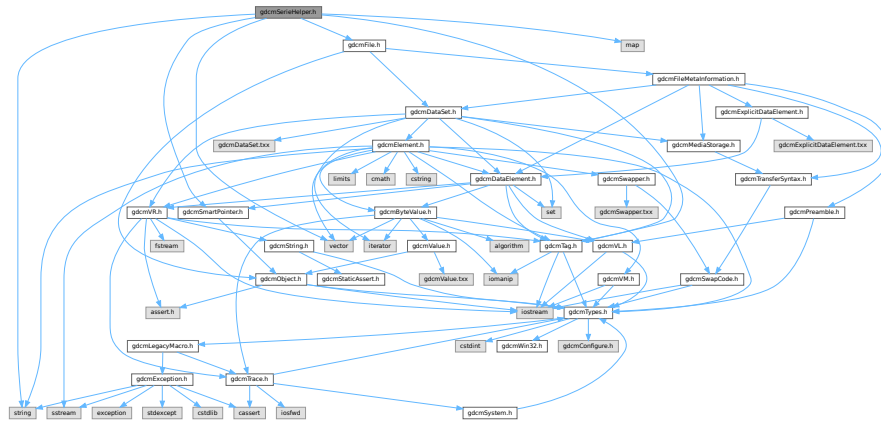 gdcmSerieHelper.h
gdcmFile.h
map
gdcmFileMetaInformation.h
gdcmDataSet.h
gdcmExplicitDataElement.h
gdcmDataSet.txx
gdcmElement.h
gdcmMediaStorage.h
gdcmExplicitDataElement.txx
limits
cmath
cstring
gdcmDataElement.h
gdcmSwapper.h
gdcmTransferSyntax.h
gdcmVR.h
gdcmSmartPointer.h
gdcmByteValue.h
set
gdcmSwapper.txx
gdcmPreamble.h
fstream
gdcmString.h
vector
iterator
gdcmValue.h
algorithm
gdcmTag.h
gdcmVL.h
gdcmObject.h
gdcmStaticAssert.h
gdcmValue.txx
iomanip
gdcmVM.h
gdcmSwapCode.h
assert.h
iostream
gdcmTypes.h
gdcmLegacyMacro.h
cstdint
gdcmWin32.h
gdcmConfigure.h
gdcmException.h
gdcmTrace.h
string
sstream
exception
stdexcept
cstdlib
cassert
iosfwd
gdcmSystem.h